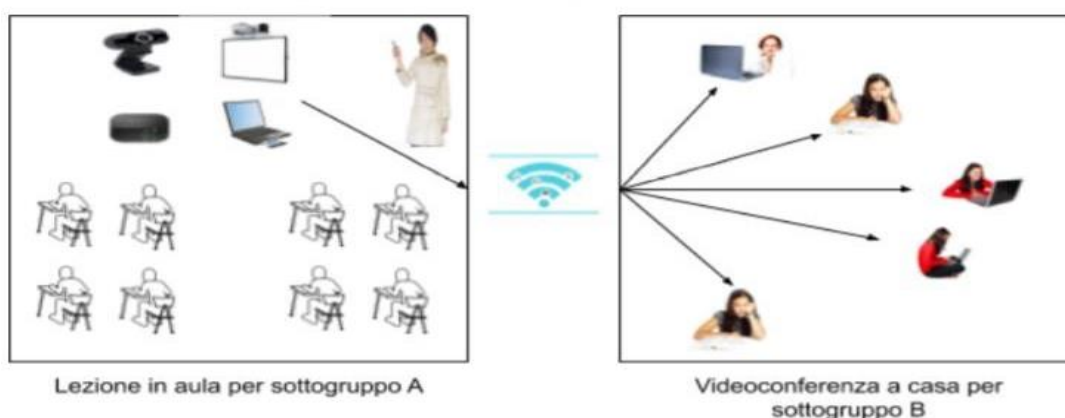 Lezione in aula per sottogruppo A
Videoconferenza a casa per
sottogruppo B